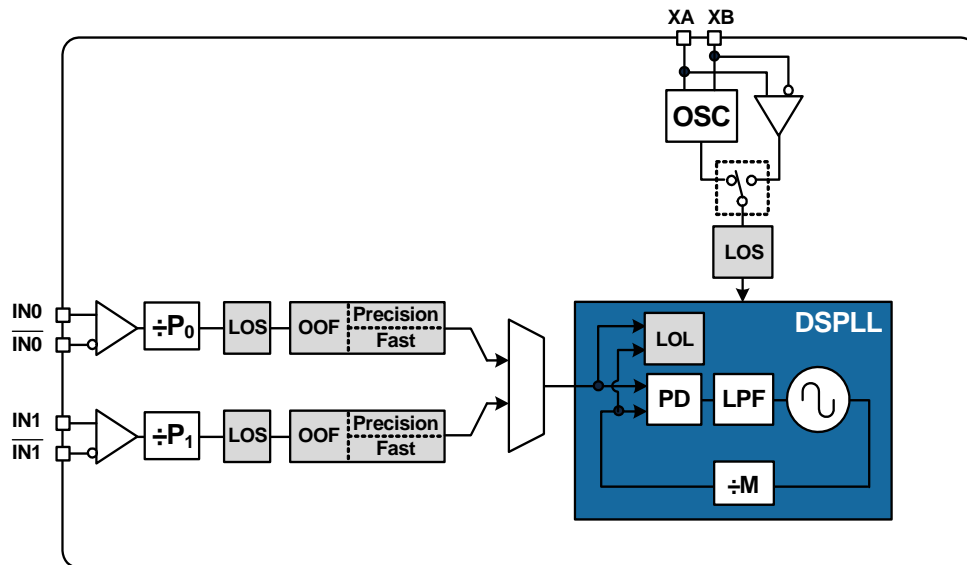 XA XB
OSC
LOS
IN0
IN0
÷P0
LOS
OOF
Precision
Fast
IN1
IN1
÷P1
LOS
OOF
Precision
Fast
DSPLL
LOL
PD
LPF
÷M